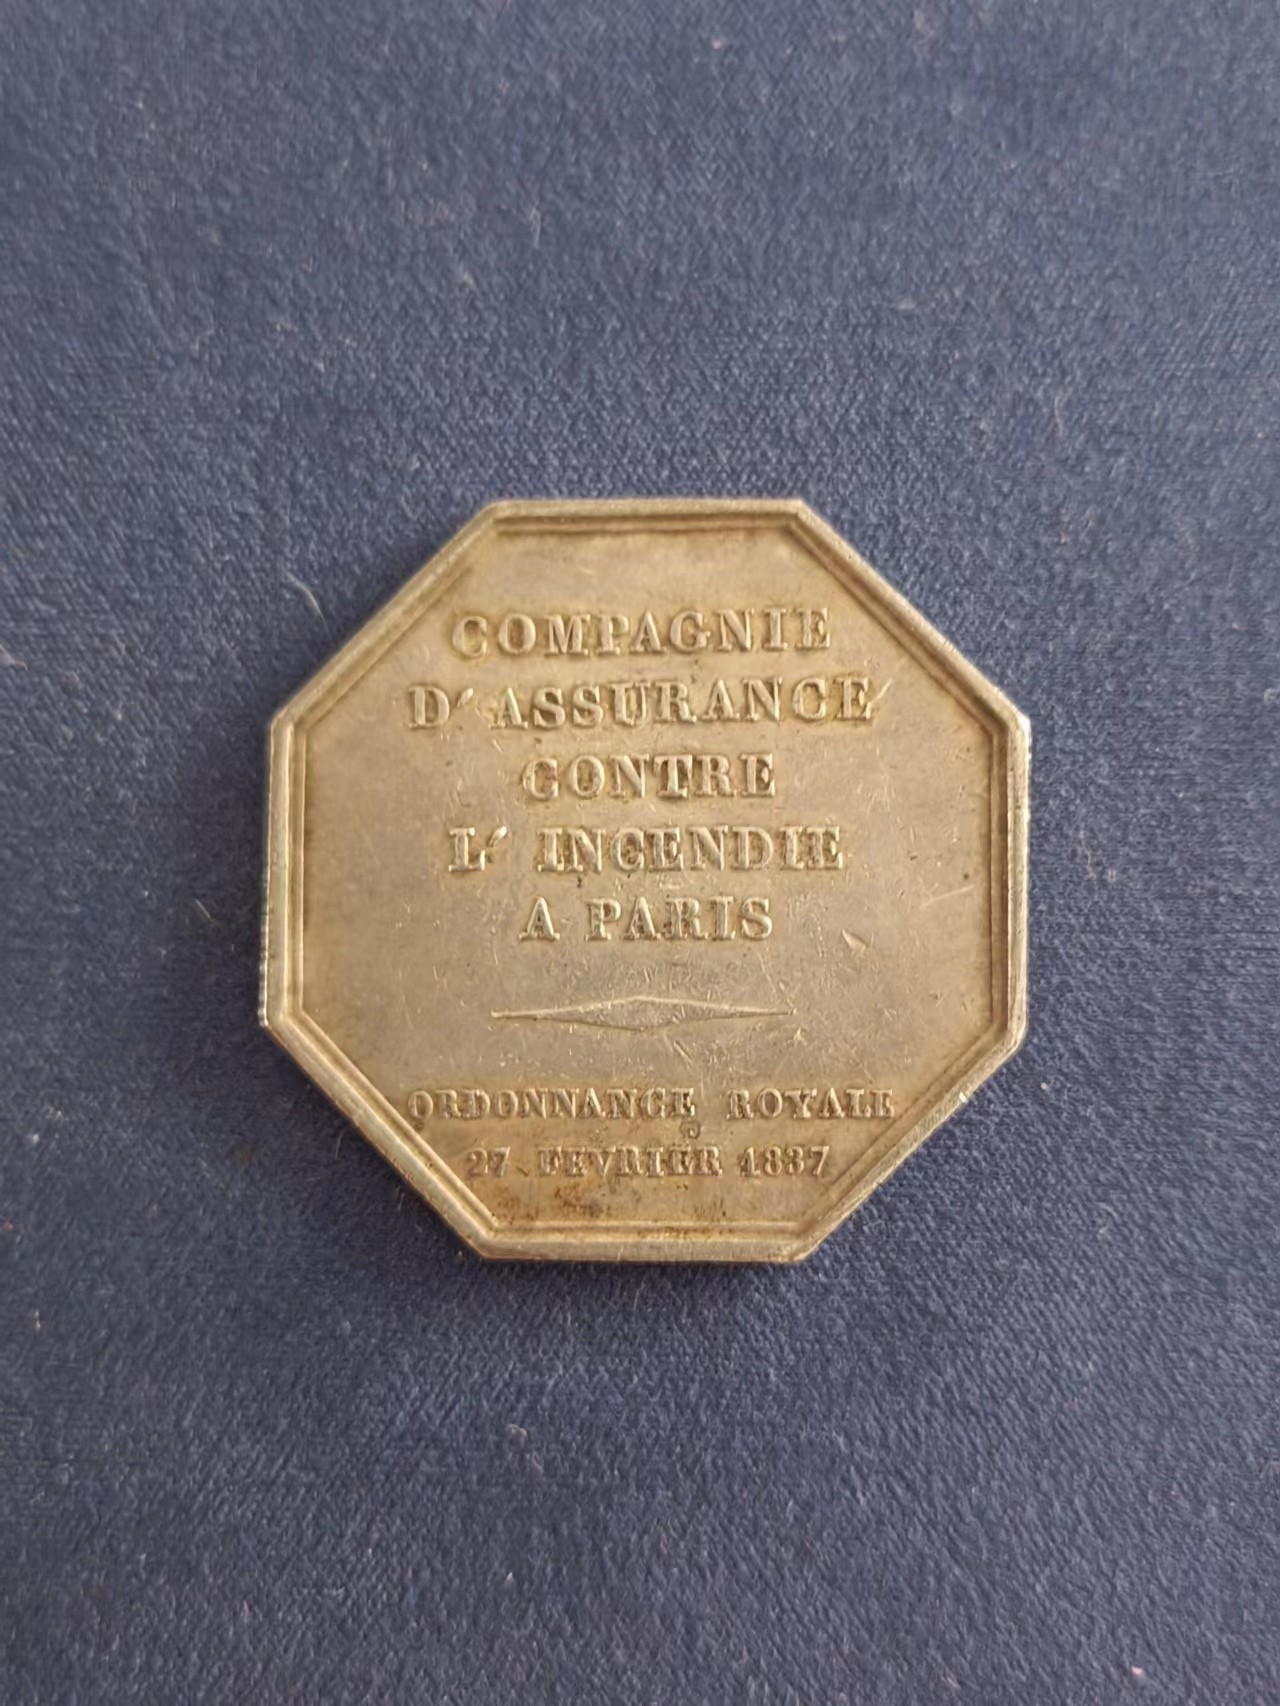 COMPAGNIE
D'ASSURANCE
CONTRE
L'INCENDIE
A PARIS
ORDONNANCE ROYALE
27 FEVRIER 1837